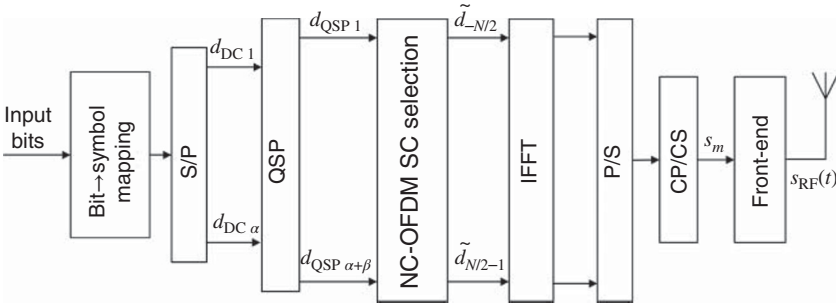 Input
bits
Bit→symbol
mapping
S/P
d_DC 1
d_DC α
QSP
d_QSP 1
d_QSP α+β
NC-OFDM SC selection
d̃_−N/2
d̃_N/2−1
IFFT
P/S
CP/CS
s_m
Front-end
s_RF(t)